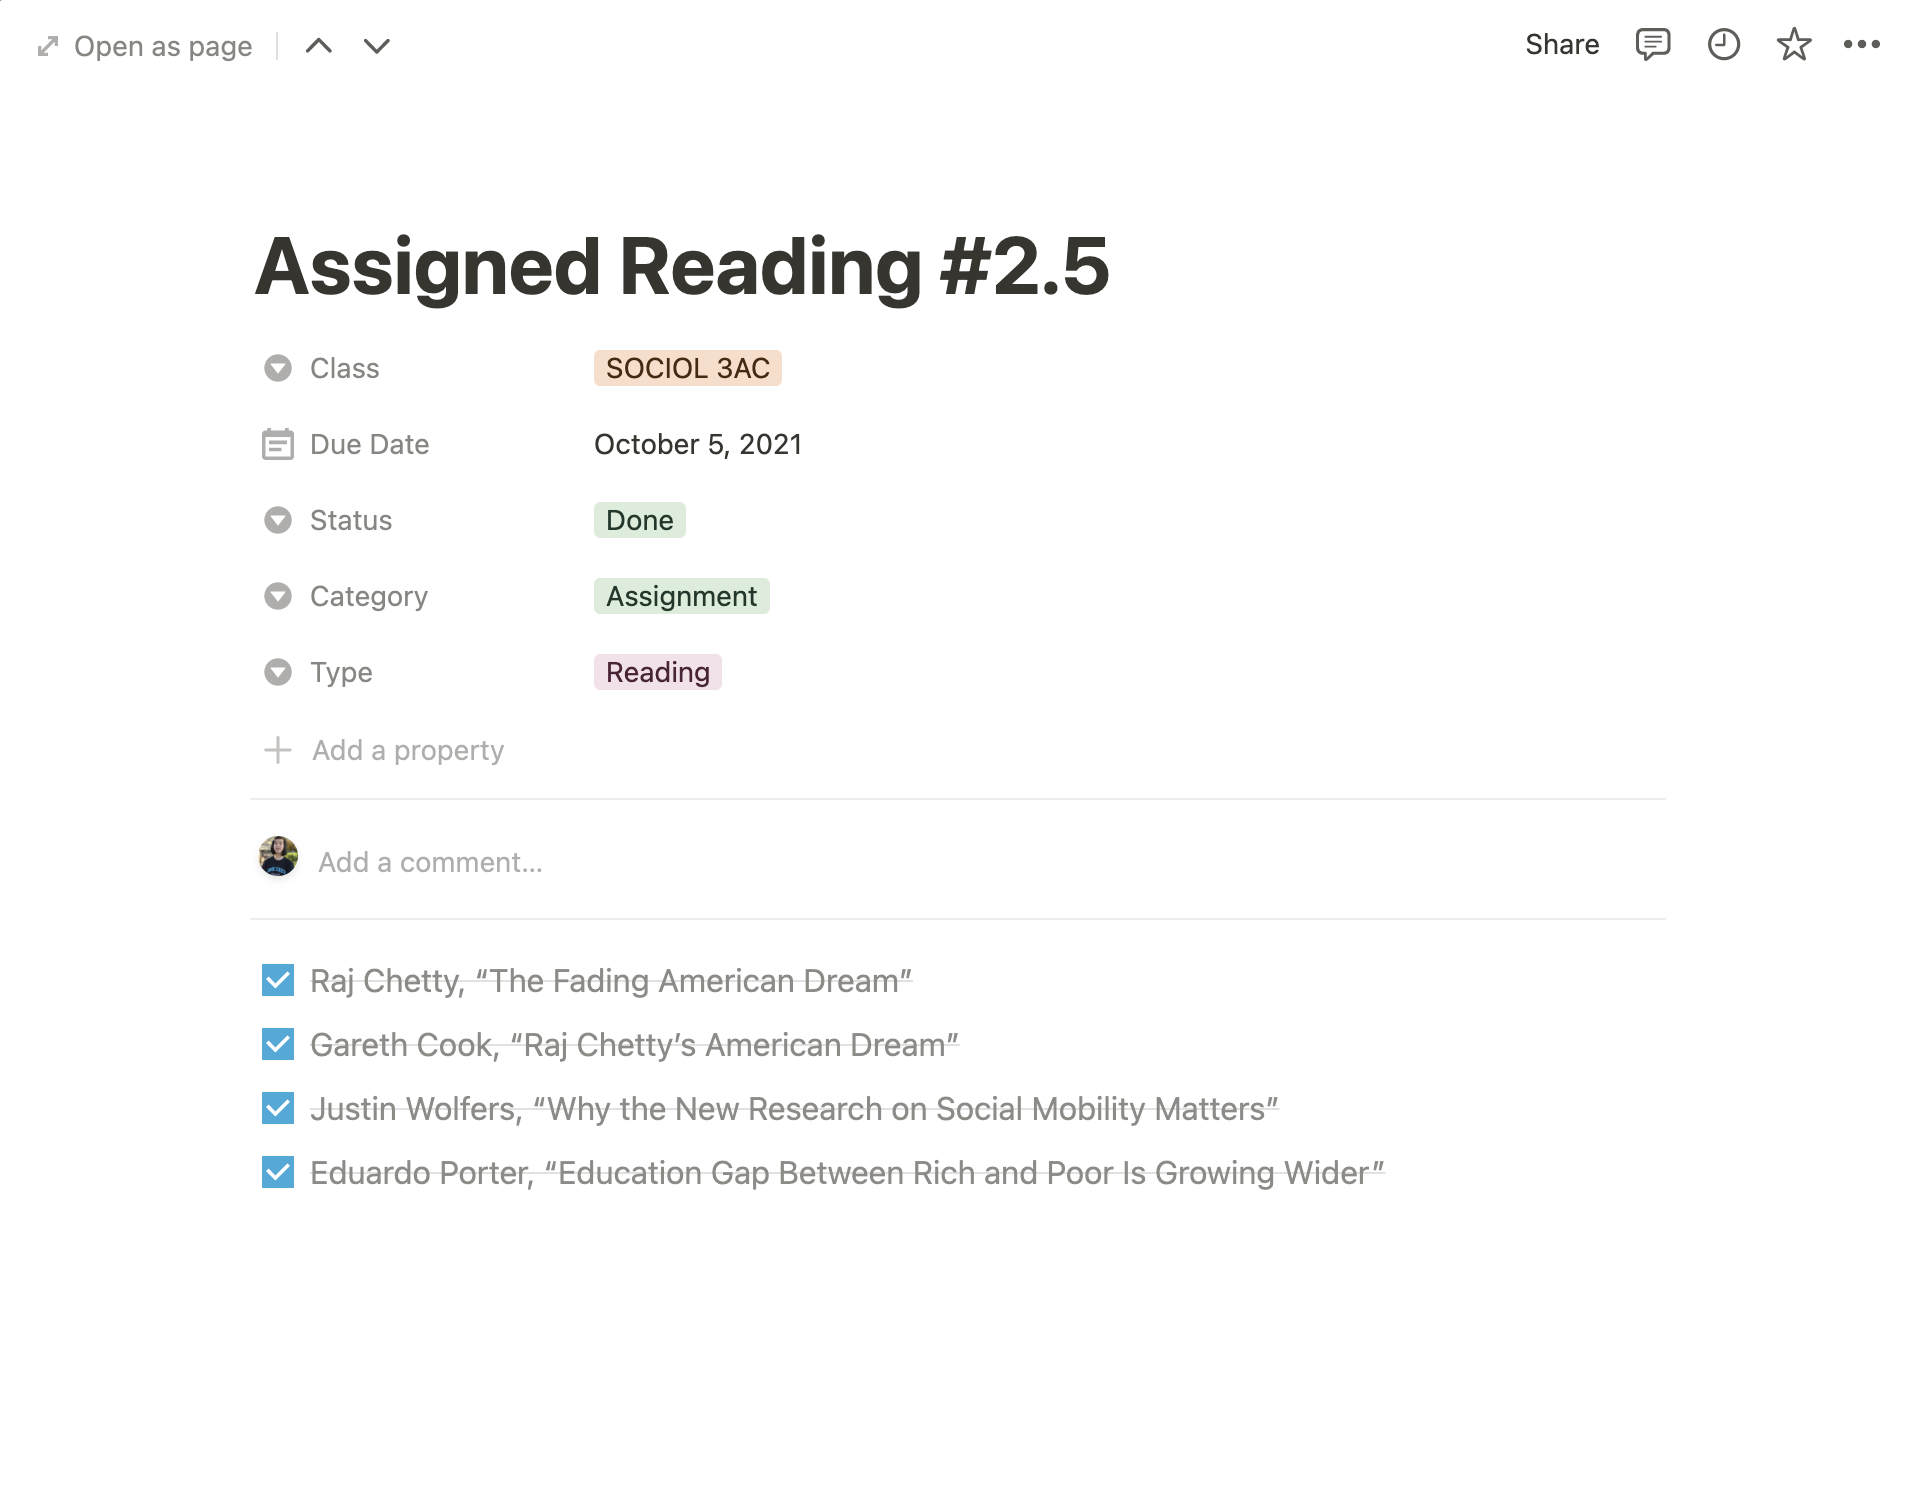 Open as page
Share
Assigned Reading #2.5
Class SOCIOL 3AC
Due Date October 5, 2021
Status Done
Category Assignment
Type Reading
Add a property
Add a comment...
Raj Chetty, “The Fading American Dream”
Gareth Cook, “Raj Chetty’s American Dream”
Justin Wolfers, “Why the New Research on Social Mobility Matters”
Eduardo Porter, “Education Gap Between Rich and Poor Is Growing Wider”